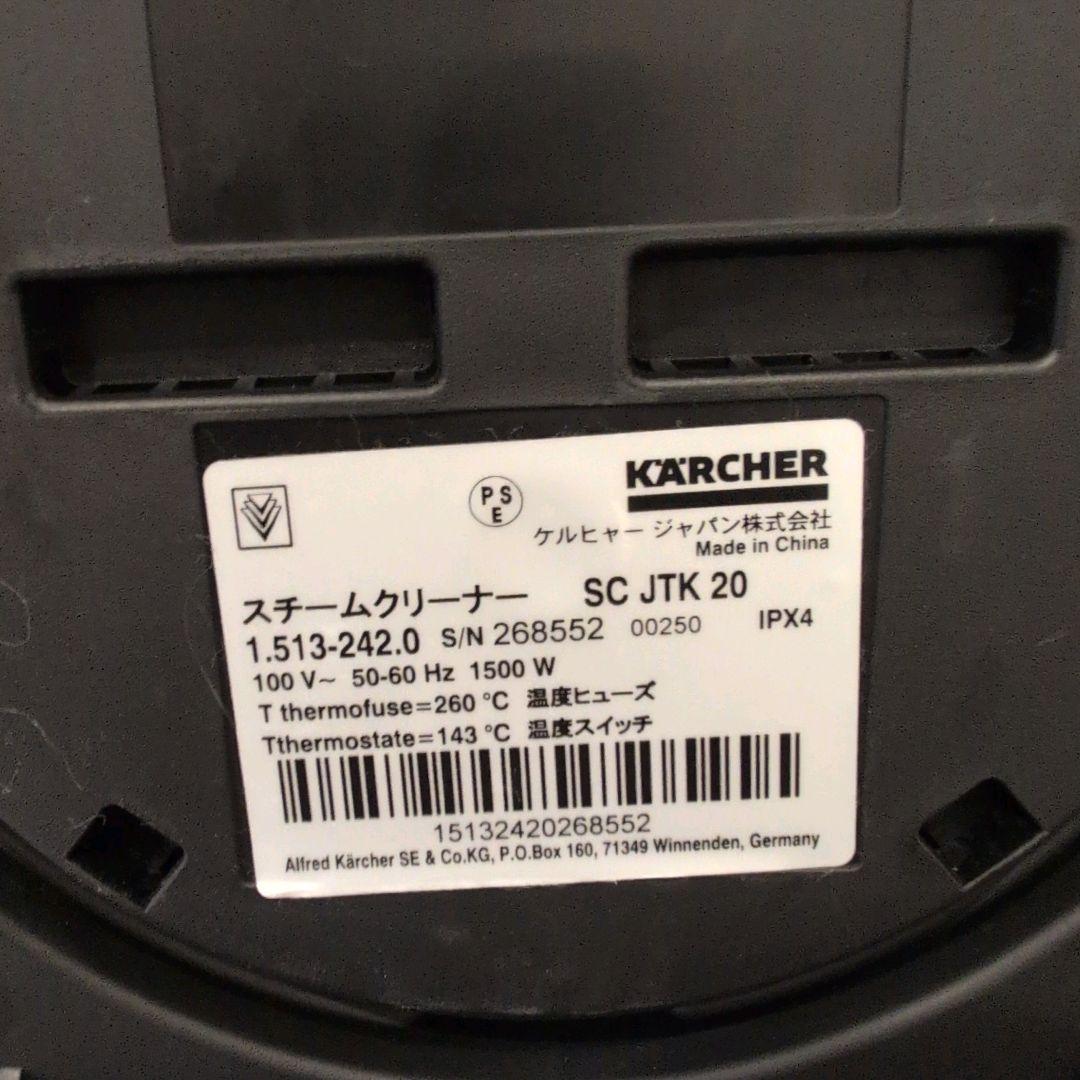 PSE
KÄRCHER
ケルヒャー ジャパン株式会社
Made in China
スチームクリーナー SC JTK 20
1.513-242.0 S/N 268552 00250 IPX4
100 V~ 50-60 Hz 1500 W
T thermofuse=260 °C 温度ヒューズ
Tthermostate=143 °C 温度スイッチ
15132420268552
Alfred Kärcher SE & Co.KG, P.O.Box 160, 71349 Winnenden, Germany